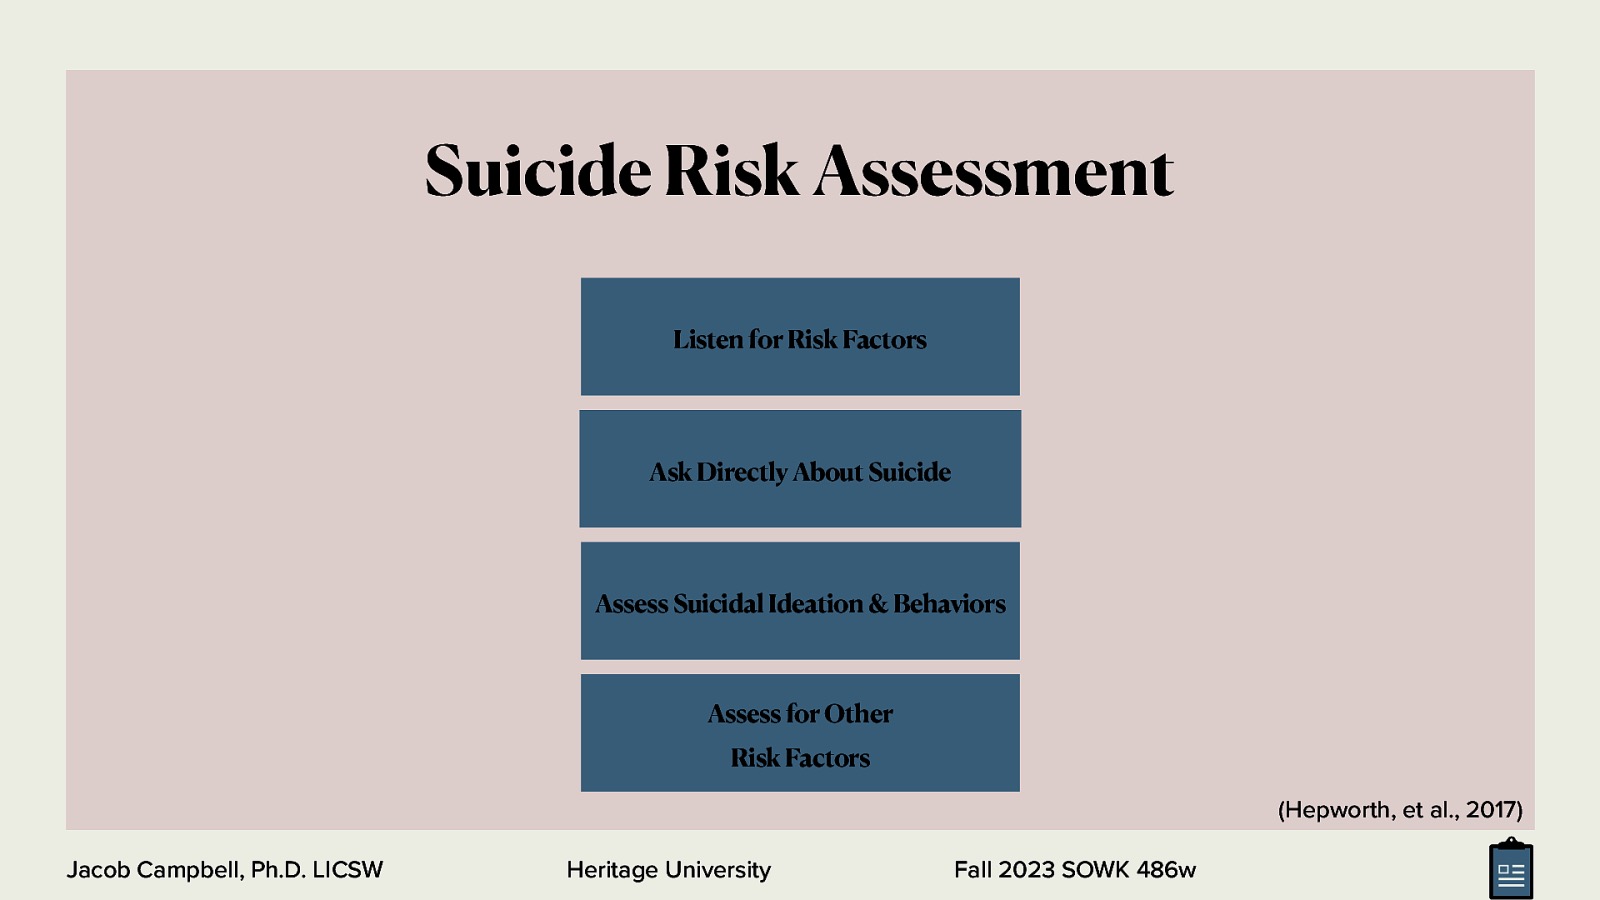 Suicide Risk Assessment
Listen for Risk Factors
Ask Directly About Suicide
Assess Suicidal Ideation & Behaviors
Assess for Other
Risk Factors
(Hepworth, et al., 2017)
Jacob Campbell, Ph.D. LICSW
Heritage University
Fall 2023 SOWK 486w